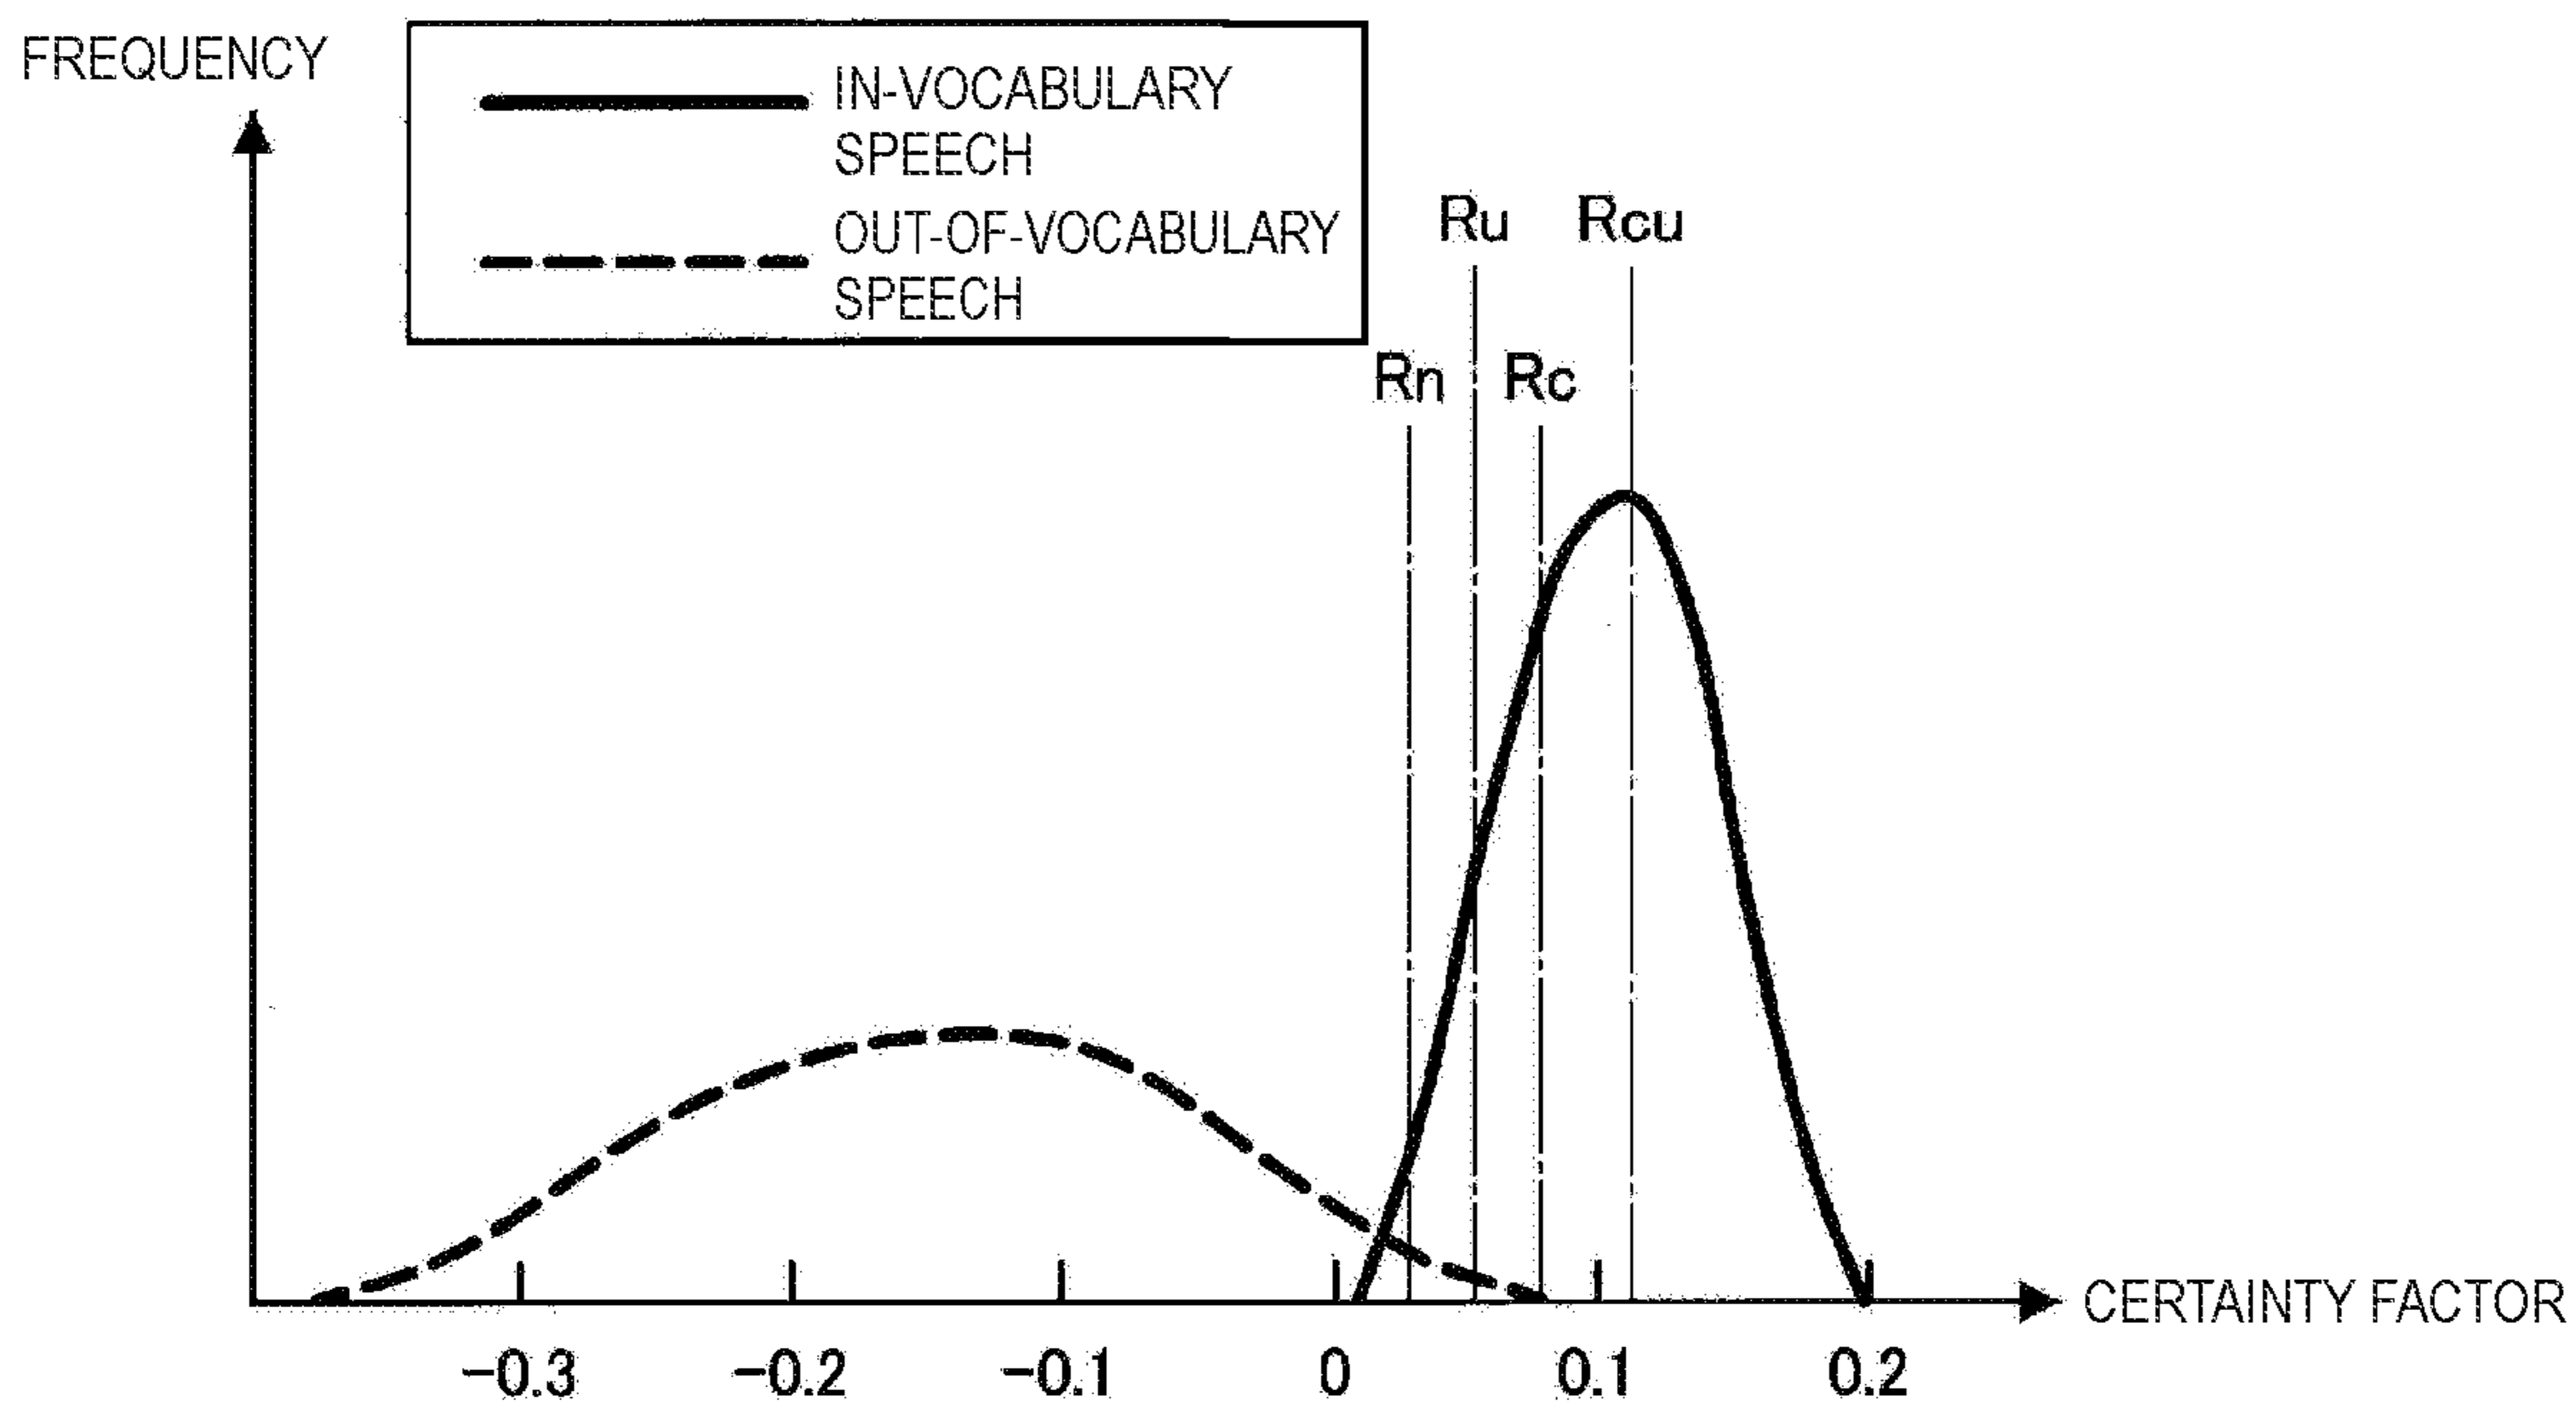 FREQUENCY
IN-VOCABULARY
SPEECH
OUT-OF-VOCABULARY
SPEECH
Ru Rcu
Rn Rc
CERTAINTY FACTOR
-0.3 -0.2 -0.1 0 0.1 0.2